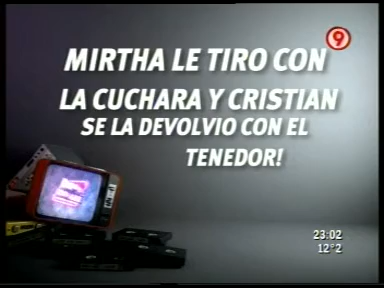 9
MIRTHA LE TIRO CON
LA CUCHARA Y CRISTIAN
SE LA DEVOLVIO CON EL
TENEDOR!
23:02
12°2